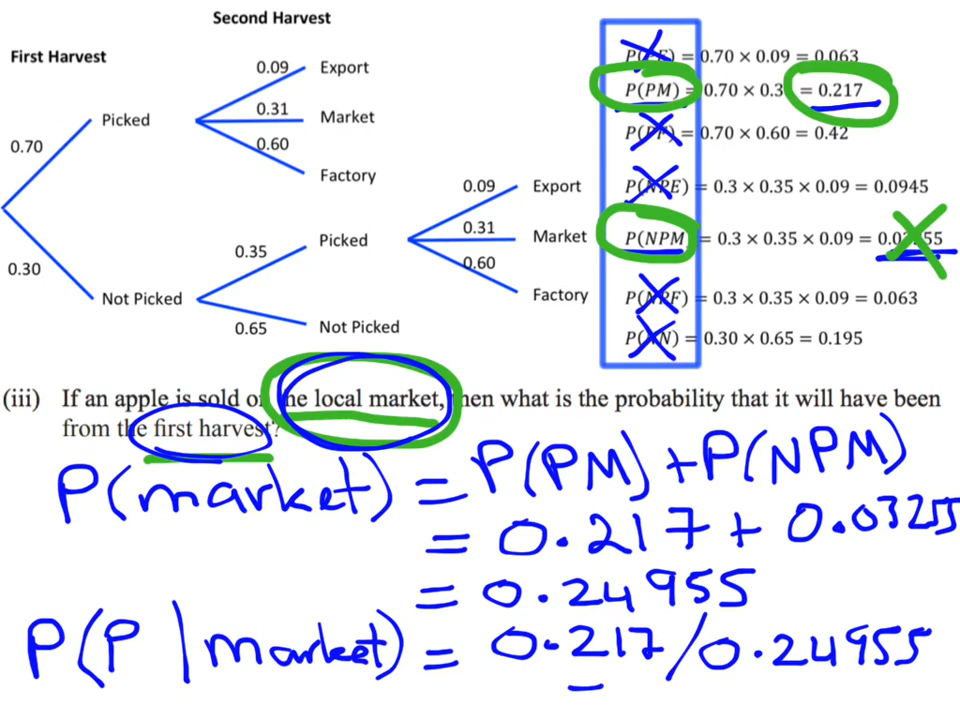 Second Harvest
First Harvest
0.09 Export = 0.70 × 0.09 = 0.063
Picked 0.31 Market P(PM) = 0.70 × 0.3 = 0.217
0.70 0.60 = 0.70 × 0.60 = 0.42
Factory
0.09 Export P(NPE) = 0.3 × 0.35 × 0.09 = 0.0945
0.35 Picked 0.31 Market P(NPM = 0.3 × 0.35 × 0.09 =
0.30 0.60
Not Picked Factory = 0.3 × 0.35 × 0.09 = 0.063
0.65 Not Picked = 0.30 × 0.65 = 0.195
(iii) If an apple is sold the local market, then what is the probability that it will have been
from the first harvest?
P(market) = P(PM) + P(NPM)
= 0.217 + 0.03255
= 0.24955
P(P | market) = 0.217/0.24955